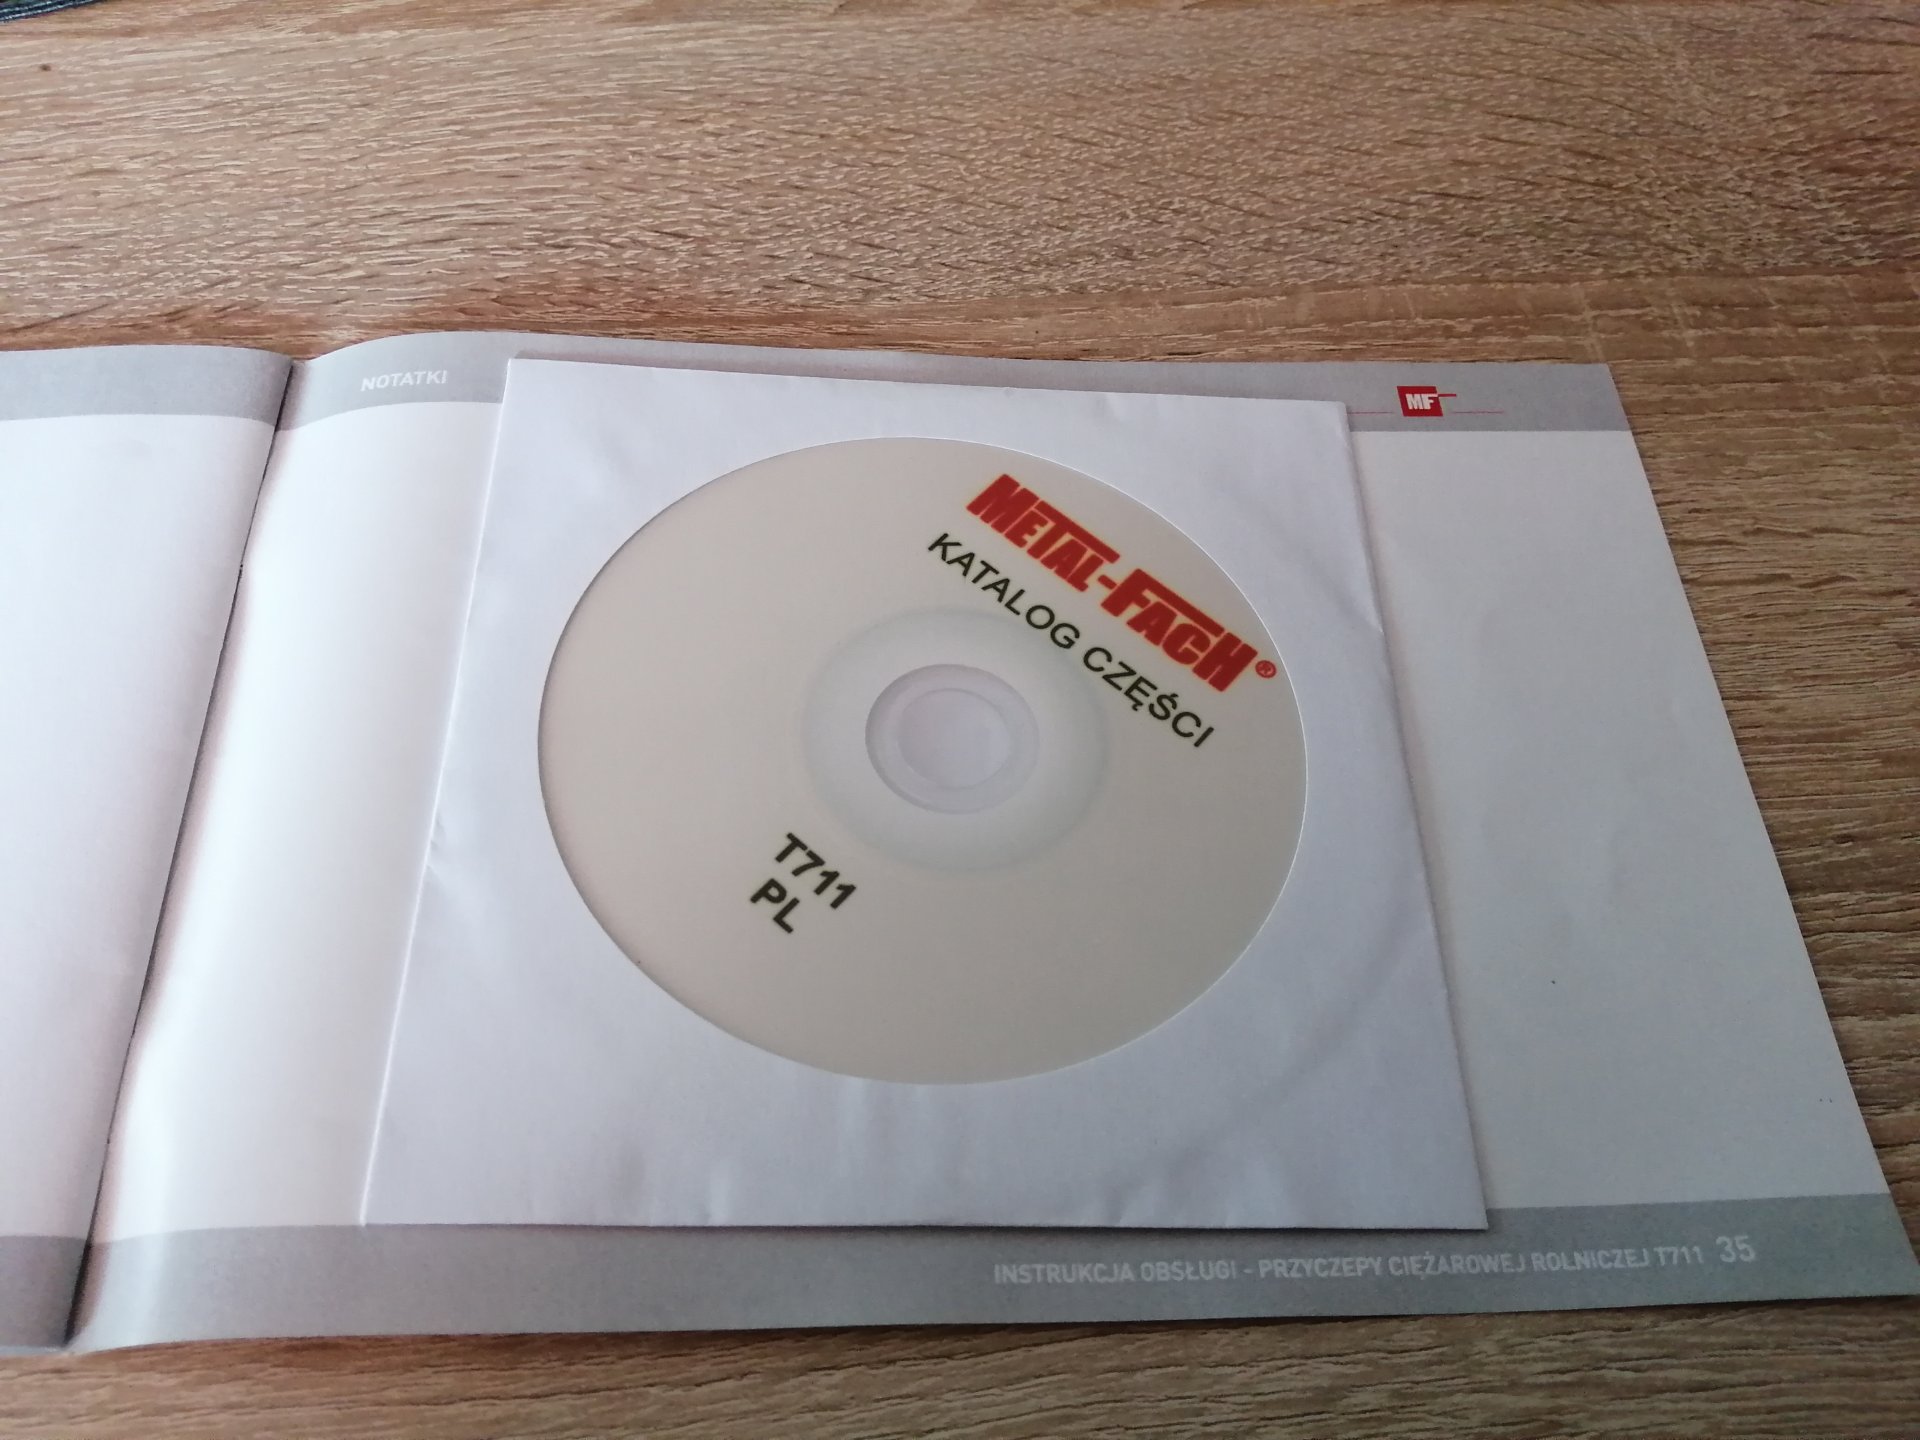 NOTATKI
MF
METAL-FACH®
KATALOG CZĘŚCI
T711
PL
INSTRUKCJA OBSŁUGI - PRZYCZEPY CIĘŻAROWEJ ROLNICZEJ T711 35